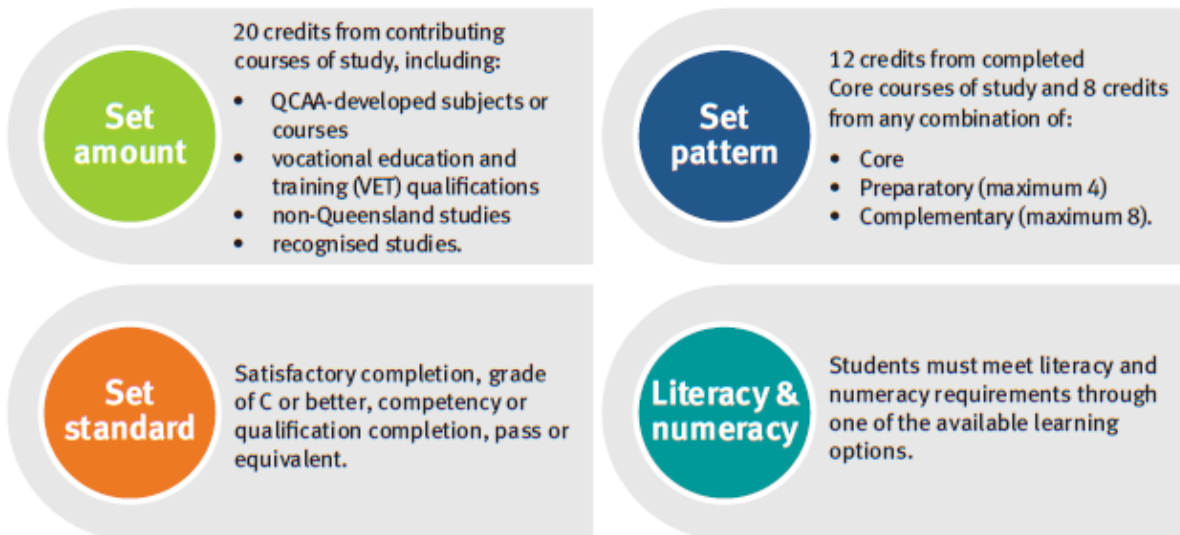 Set
amount
20 credits from contributing
courses of study, including:
• QCAA-developed subjects or
courses
• vocational education and
training (VET) qualifications
• non-Queensland studies
• recognised studies.
Set
pattern
12 credits from completed
Core courses of study and 8 credits
from any combination of:
• Core
• Preparatory (maximum 4)
• Complementary (maximum 8).
Set
standard
Satisfactory completion, grade
of C or better, competency or
qualification completion, pass or
equivalent.
Literacy &
numeracy
Students must meet literacy and
numeracy requirements through
one of the available learning
options.